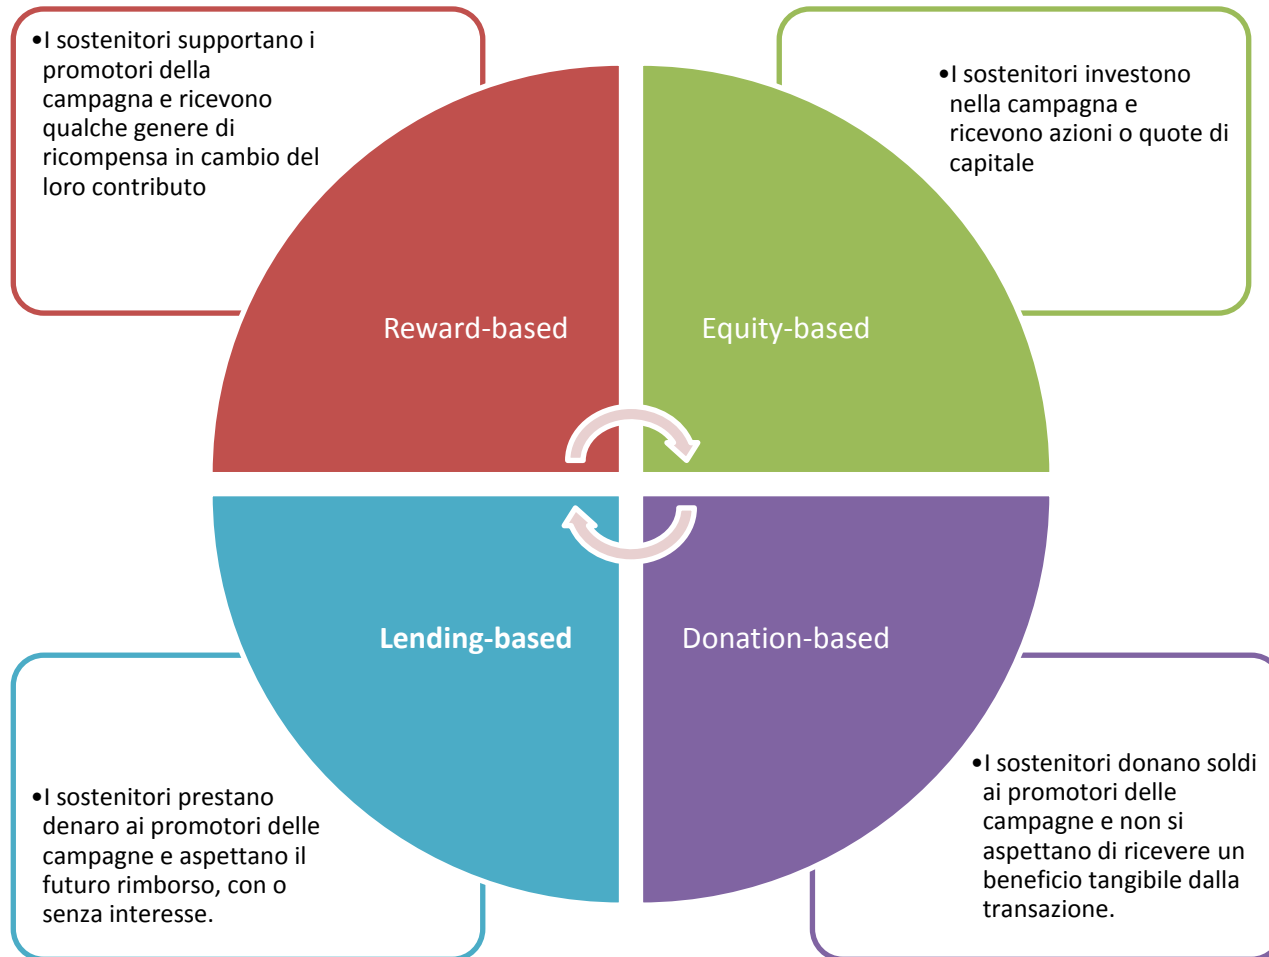 •I sostenitori supportano i
promotori della
campagna e ricevono
qualche genere di
ricompensa in cambio del
loro contributo
•I sostenitori investono
nella campagna e
ricevono azioni o quote di
capitale
Reward-based
Equity-based
Lending-based
Donation-based
•I sostenitori prestano
denaro ai promotori delle
campagne e aspettano il
futuro rimborso, con o
senza interesse.
•I sostenitori donano soldi
ai promotori delle
campagne e non si
aspettano di ricevere un
beneficio tangibile dalla
transazione.